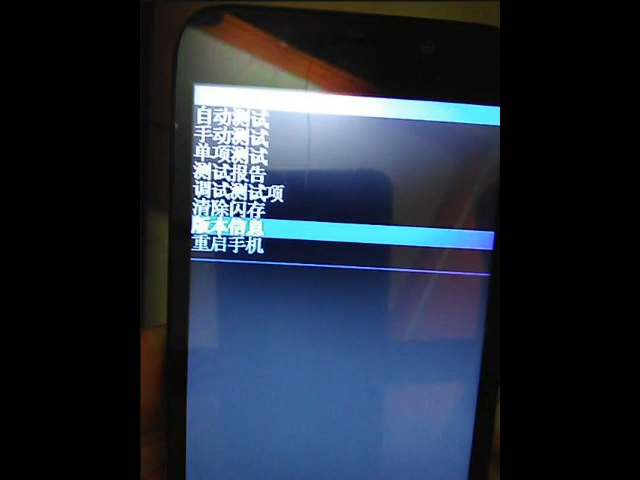 自动测试
手动测试
单项测试
测试报告
调试测试项
清除闪存
版本信息
重启手机